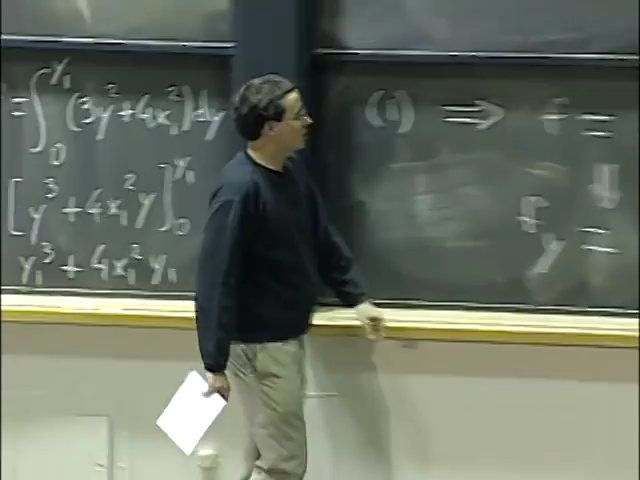 = ∫₀^y₁ (3y² + 4x₁²) dy
[y³ + 4x₁²y]₀^y₁
y₁³ + 4x₁²y₁
(1) ⟹ f =
⇓
f_y =